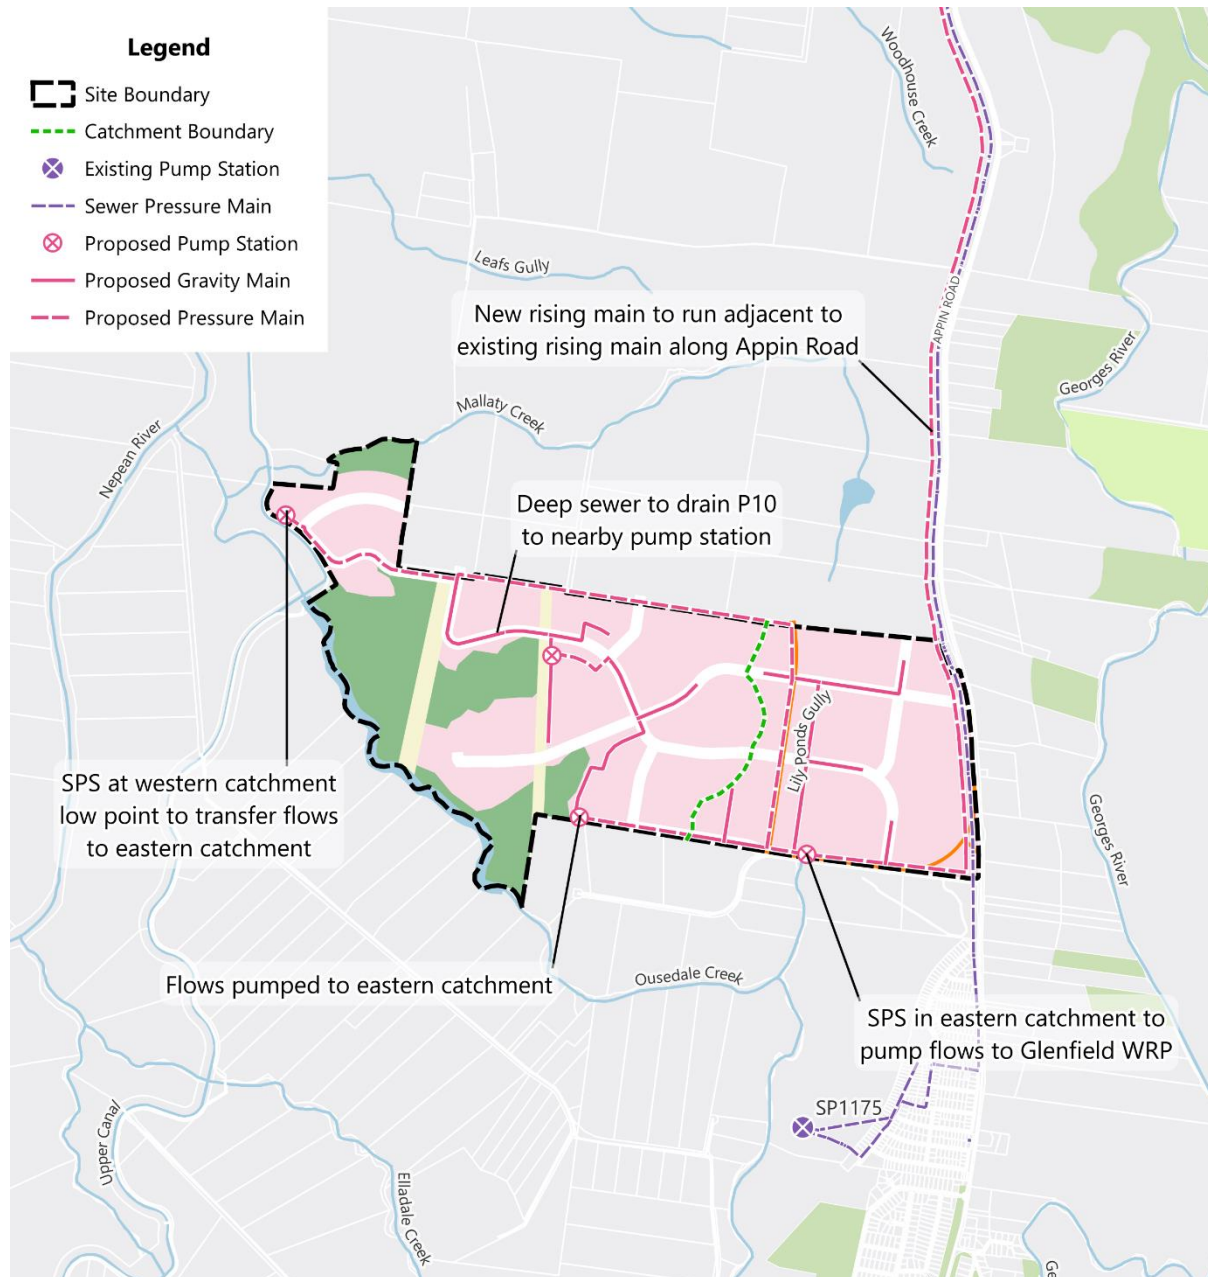 Legend
Site Boundary
Catchment Boundary
Existing Pump Station
Sewer Pressure Main
Proposed Pump Station
Proposed Gravity Main
Proposed Pressure Main
Woodhouse Creek
Leafs Gully
New rising main to run adjacent to
existing rising main along Appin Road
APPIN ROAD
Georges River
Mallaty Creek
Nepean River
Deep sewer to drain P10
to nearby pump station
Lily Ponds Gully
SPS at western catchment
low point to transfer flows
to eastern catchment
Georges River
Flows pumped to eastern catchment
Ousedale Creek
SPS in eastern catchment to
pump flows to Glenfield WRP
SP1175
Upper Canal
Elladale Creek
Ge